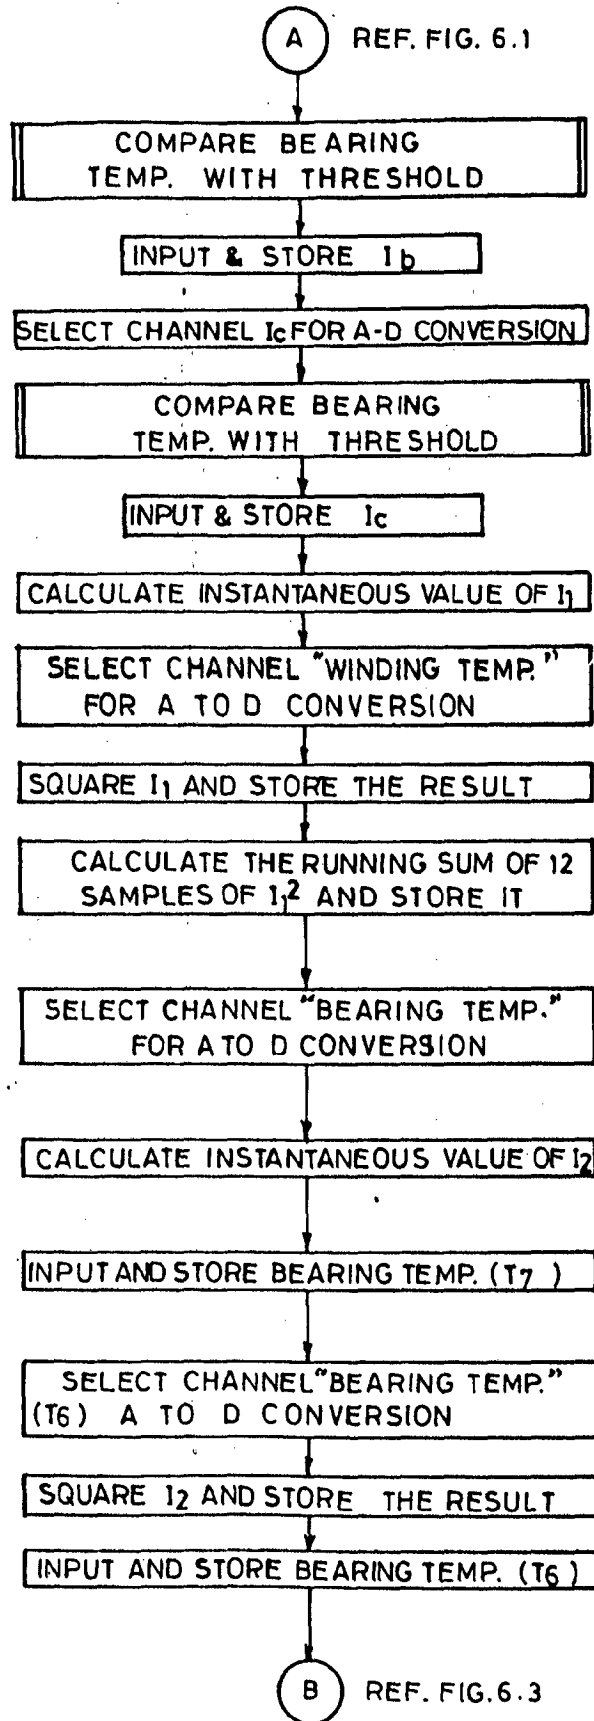 A REF. FIG. 6.1
COMPARE BEARING
TEMP. WITH THRESHOLD
INPUT & STORE Ib
SELECT CHANNEL Ic FOR A-D CONVERSION
COMPARE BEARING
TEMP. WITH THRESHOLD
INPUT & STORE Ic
CALCULATE INSTANTANEOUS VALUE OF I1
SELECT CHANNEL "WINDING TEMP."
FOR A TO D CONVERSION
SQUARE I1 AND STORE THE RESULT
CALCULATE THE RUNNING SUM OF 12
SAMPLES OF I1² AND STORE IT
SELECT CHANNEL "BEARING TEMP."
FOR A TO D CONVERSION
CALCULATE INSTANTANEOUS VALUE OF I2
INPUT AND STORE BEARING TEMP. (T7)
SELECT CHANNEL "BEARING TEMP."
(T6) A TO D CONVERSION
SQUARE I2 AND STORE THE RESULT
INPUT AND STORE BEARING TEMP. (T6)
B REF. FIG. 6.3